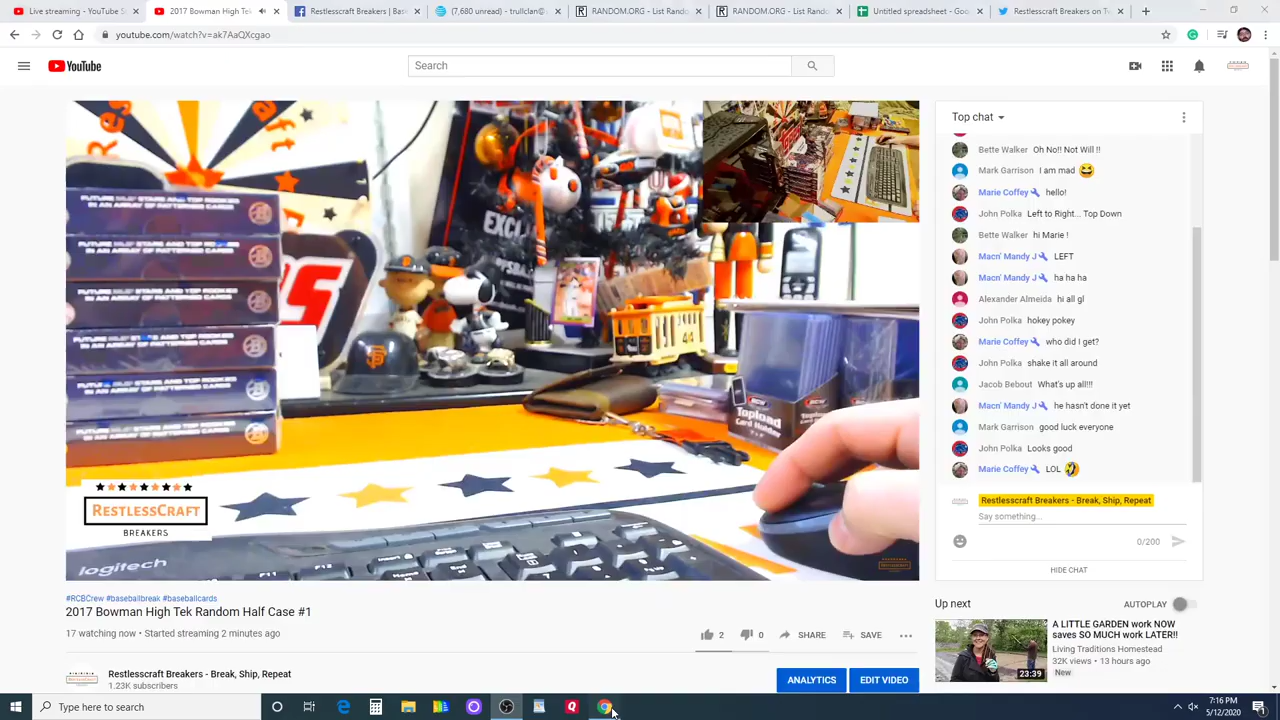 Live streaming - YouTube S
2017 Bowman High Tek
Restlesscraft Breakers | Bas
(7,680 unread) - trullclan@
RANDOM.ORG - List Rand
RANDOM.ORG - List Rand
Untitled spreadsheet - Goo
Restlesscraft Breakers on Tw
youtube.com/watch?v=ak7AaQXcgao
YouTube
Search
Top chat
Bette Walker Oh No!! Not Will !!
Mark Garrison I am mad 😆
Marie Coffey hello!
John Polka Left to Right... Top Down
Bette Walker hi Marie !
Macn' Mandy J LEFT
Macn' Mandy J ha ha ha
Alexander Almeida hi all gl
John Polka hokey pokey
Marie Coffey who did I get?
John Polka shake it all around
Jacob Bebout What's up all!!!
Macn' Mandy J he hasn't done it yet
Mark Garrison good luck everyone
John Polka Looks good
Marie Coffey LOL 🤣
Restlesscraft Breakers - Break, Ship, Repeat
Say something...
0/200
HIDE CHAT
Topload
Card Holder
RESTLESSCRAFT
BREAKERS
logitech
#RCBCrew #baseballbreak #baseballcards
2017 Bowman High Tek Random Half Case #1
17 watching now • Started streaming 2 minutes ago
2
0
SHARE
SAVE
Restlesscraft Breakers - Break, Ship, Repeat
1.23K subscribers
ANALYTICS
EDIT VIDEO
Up next
AUTOPLAY
A LITTLE GARDEN work NOW
saves SO MUCH work LATER!!
Living Traditions Homestead
32K views • 13 hours ago
New
23:39
Type here to search
7:16 PM
5/12/2020